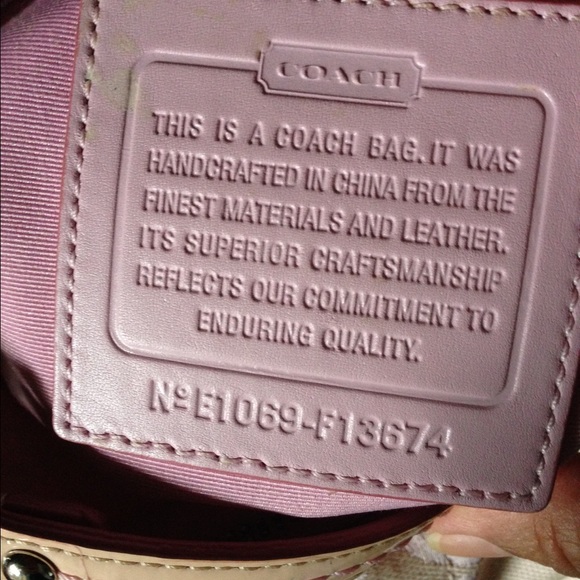 COACH
THIS IS A COACH BAG. IT WAS
HANDCRAFTED IN CHINA FROM THE
FINEST MATERIALS AND LEATHER.
ITS SUPERIOR CRAFTSMANSHIP
REFLECTS OUR COMMITMENT TO
ENDURING QUALITY.
Nº E1069-F13674